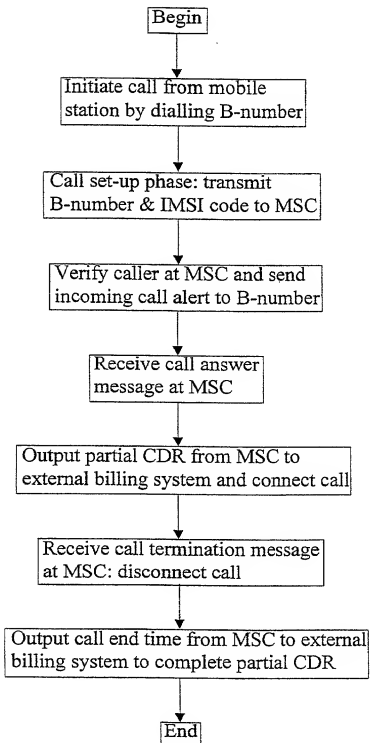 Begin
Initiate call from mobile
station by dialling B-number
Call set-up phase: transmit
B-number & IMSI code to MSC
Verify caller at MSC and send
incoming call alert to B-number
Receive call answer
message at MSC
Output partial CDR from MSC to
external billing system and connect call
Receive call termination message
at MSC: disconnect call
Output call end time from MSC to external
billing system to complete partial CDR
End